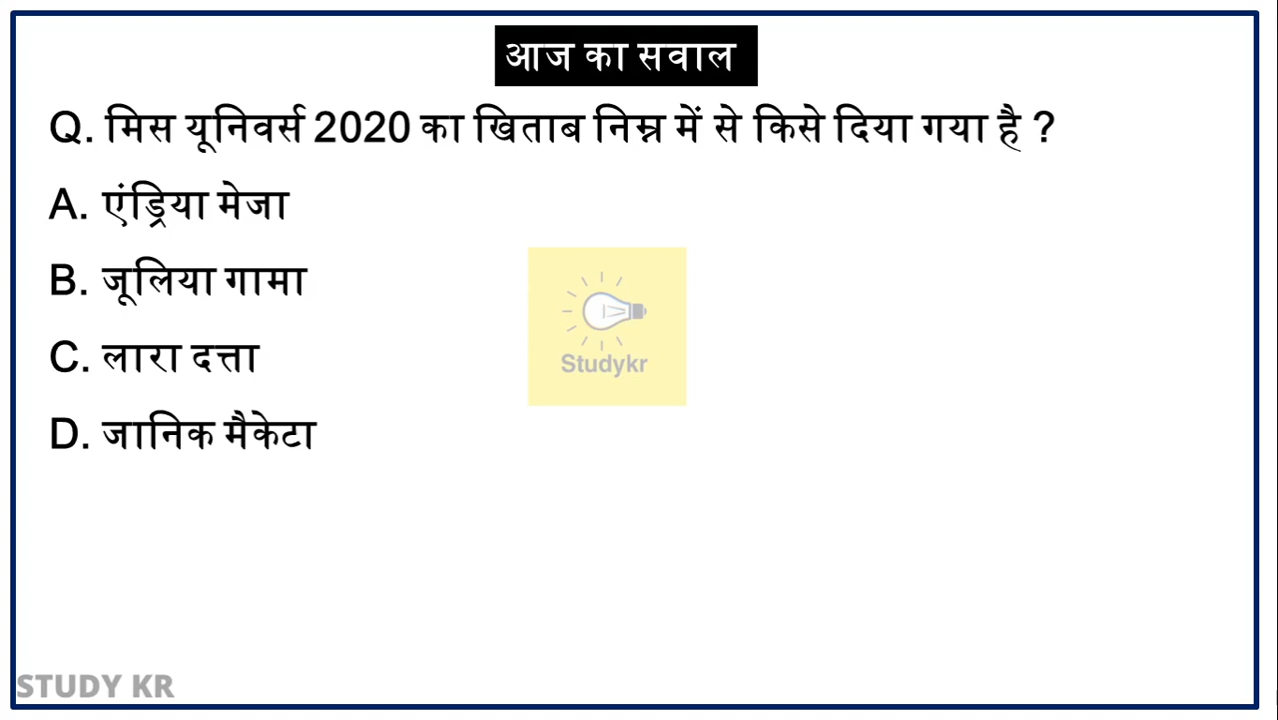 आज का सवाल
Q. मिस यूनिवर्स 2020 का खिताब निम्न में से किसे दिया गया है ?
A. एंड्रिया मेजा
B. जूलिया गामा
C. लारा दत्ता
D. जानिक मैकेटा
Studykr
STUDY KR